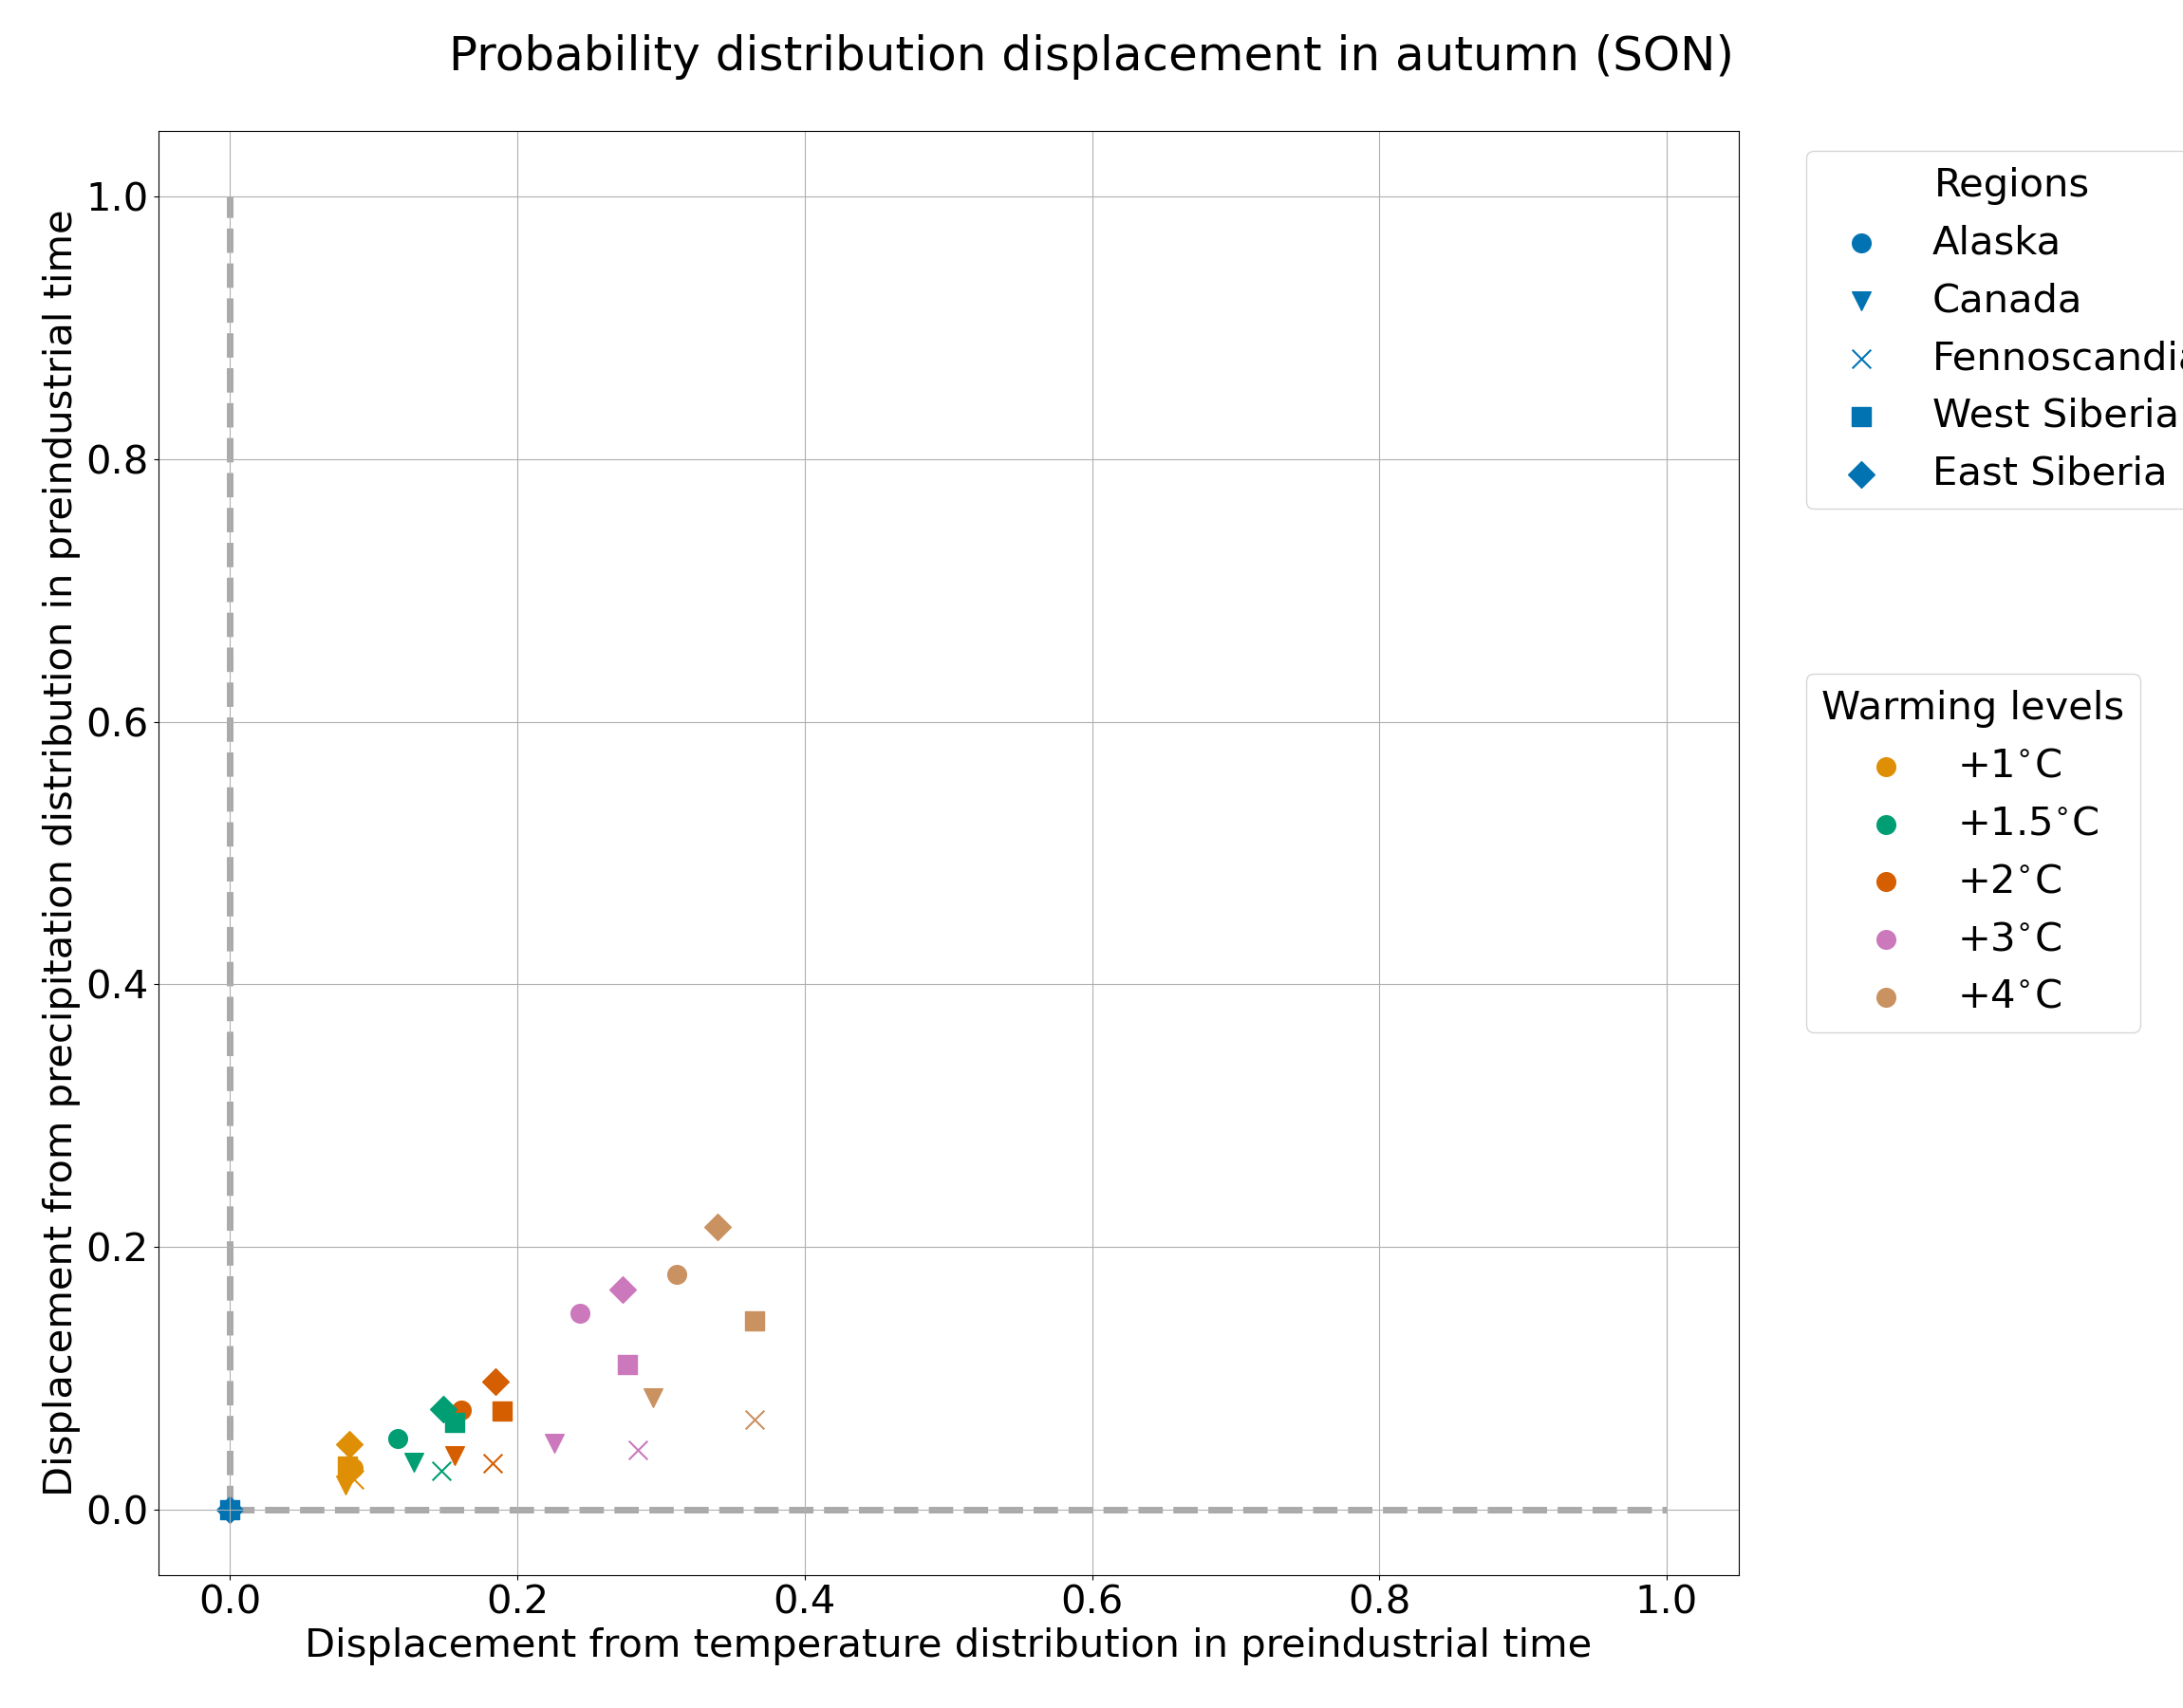 Probability distribution displacement in autumn (SON)
Displacement from precipitation distribution in preindustrial time
1.0
0.8
0.6
0.4
0.2
0.0
0.0 0.2 0.4 0.6 0.8 1.0
Displacement from temperature distribution in preindustrial time
Regions
Alaska
Canada
Fennoscandia
West Siberia
East Siberia
Warming levels
+1°C
+1.5°C
+2°C
+3°C
+4°C